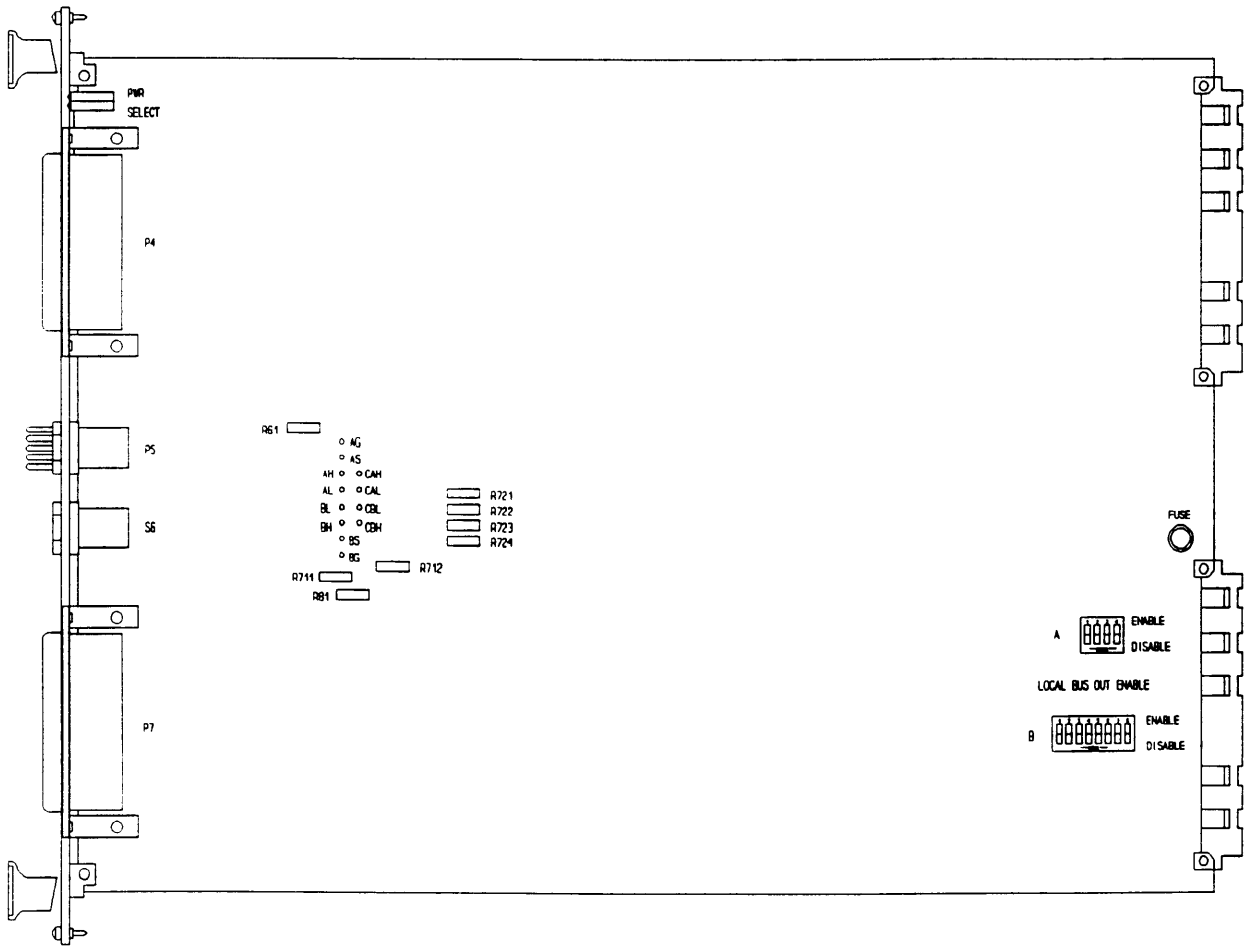 PWR
SELECT
P4
R61
AG
P5
AS
AH CAH
AL CAL
R721
BL CBL
R722
S6
BH CBH
R723
FUSE
BS
R724
BG
R712
R711
R81
A ENABLE
DISABLE
LOCAL BUS OUT ENABLE
P7
B ENABLE
DISABLE